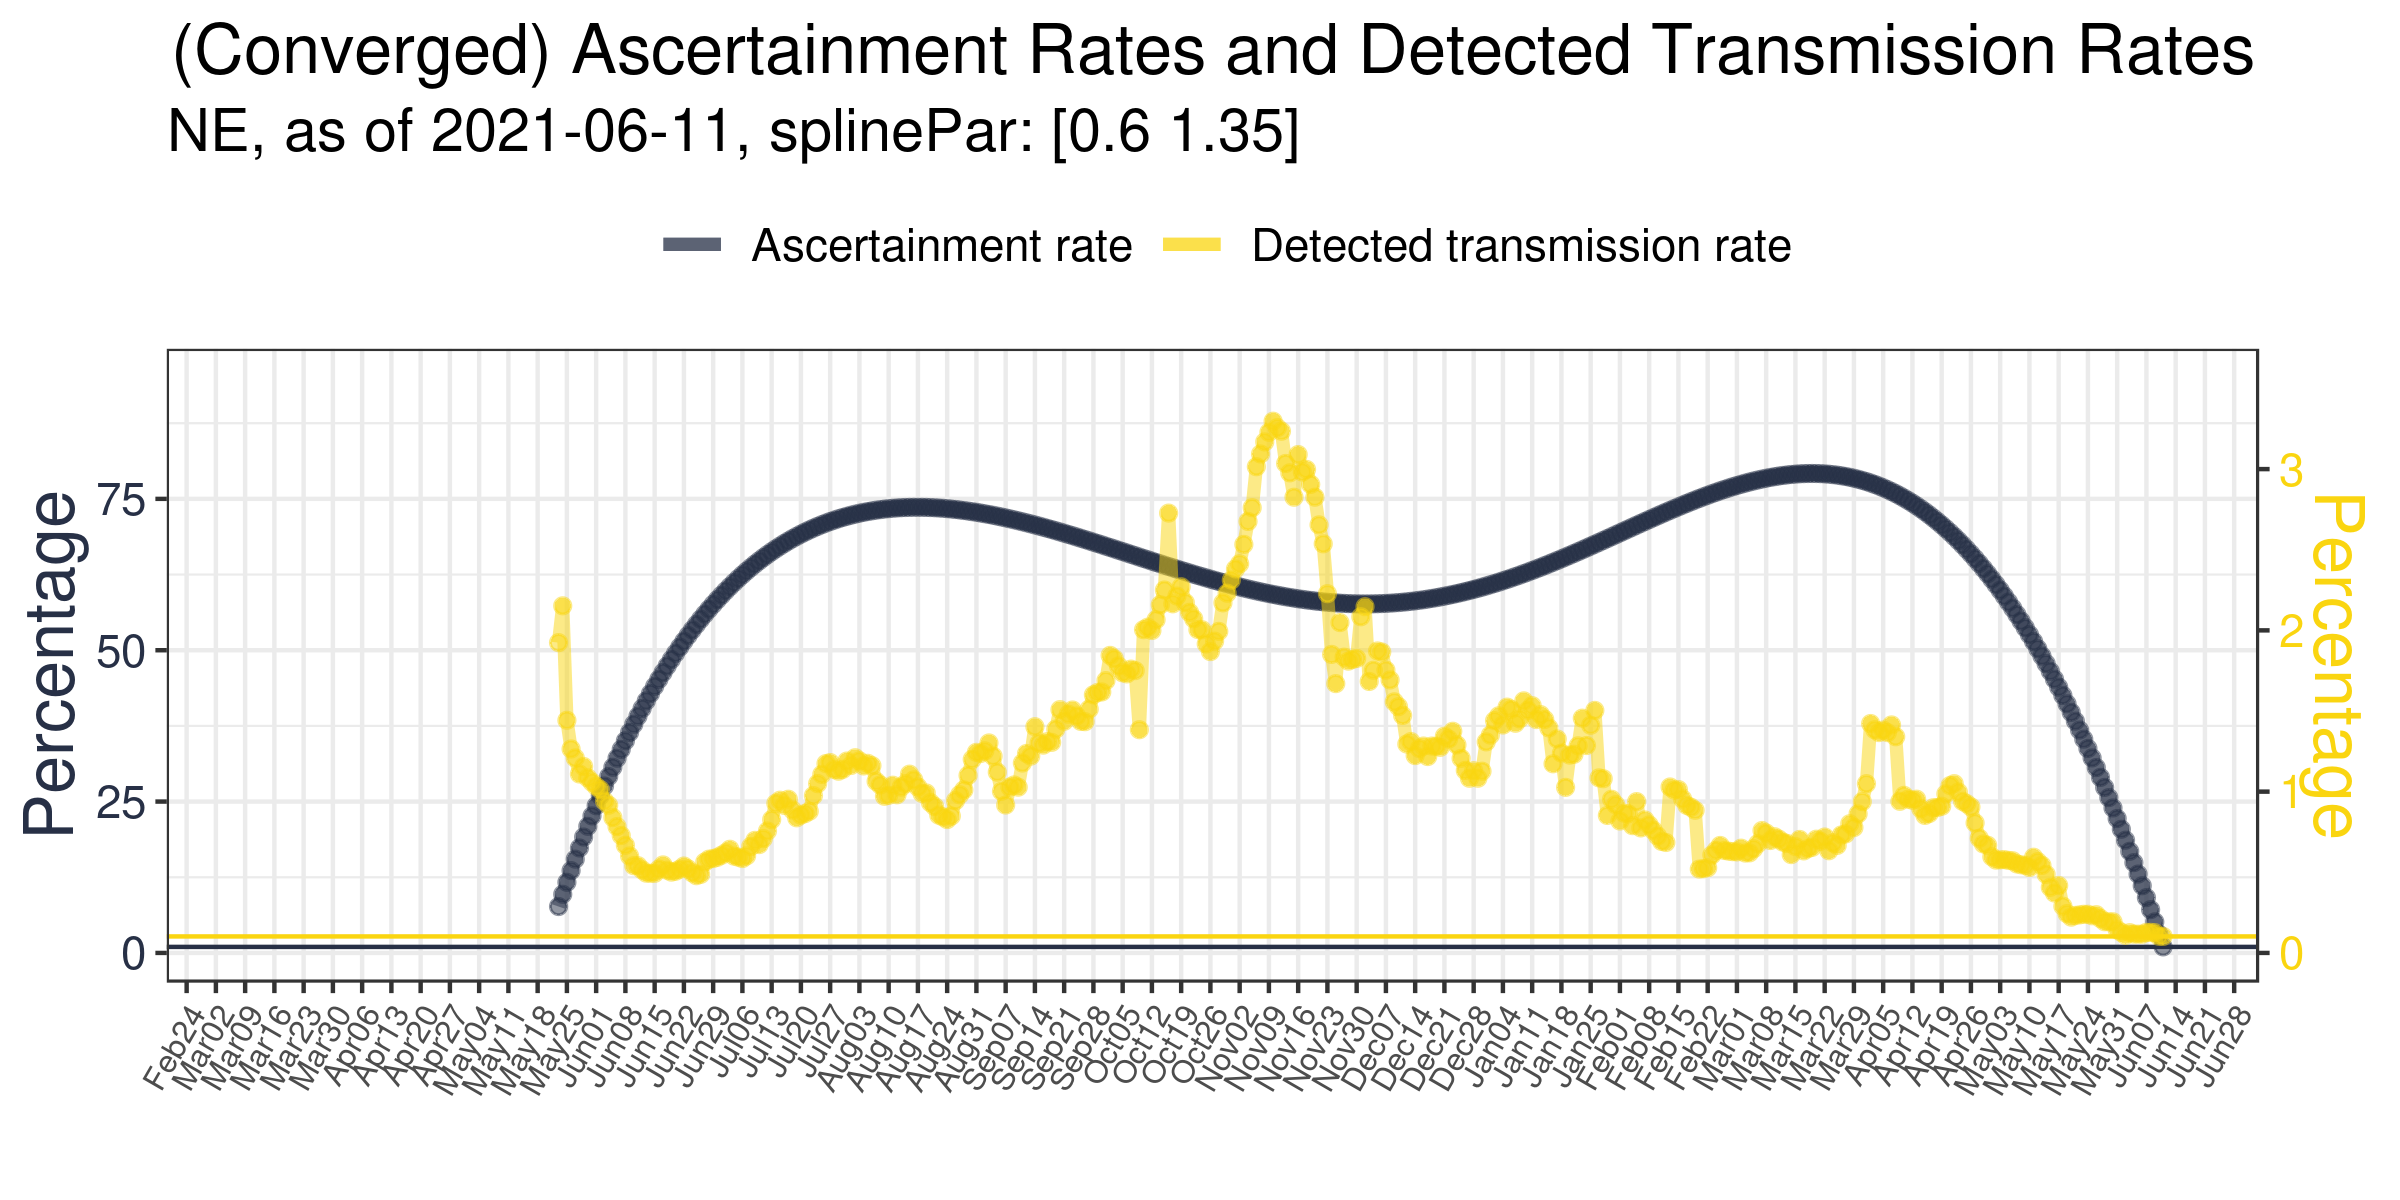 (Converged) Ascertainment Rates and Detected Transmission Rates
NE, as of 2021-06-11, splinePar: [0.6 1.35]
Ascertainment rate
Detected transmission rate
Percentage
75
50
25
0
3
2
1
0
Percentage
Feb24
Mar02
Mar09
Mar16
Mar23
Mar30
Apr06
Apr13
Apr20
Apr27
May04
May11
May18
May25
Jun01
Jun08
Jun15
Jun22
Jun29
Jul06
Jul13
Jul20
Jul27
Aug03
Aug10
Aug17
Aug24
Aug31
Sep07
Sep14
Sep21
Sep28
Oct05
Oct12
Oct19
Oct26
Nov02
Nov09
Nov16
Nov23
Nov30
Dec07
Dec14
Dec21
Dec28
Jan04
Jan11
Jan18
Jan25
Feb01
Feb08
Feb15
Feb22
Mar01
Mar08
Mar15
Mar22
Mar29
Apr05
Apr12
Apr19
Apr26
May03
May10
May17
May24
May31
Jun07
Jun14
Jun21
Jun28